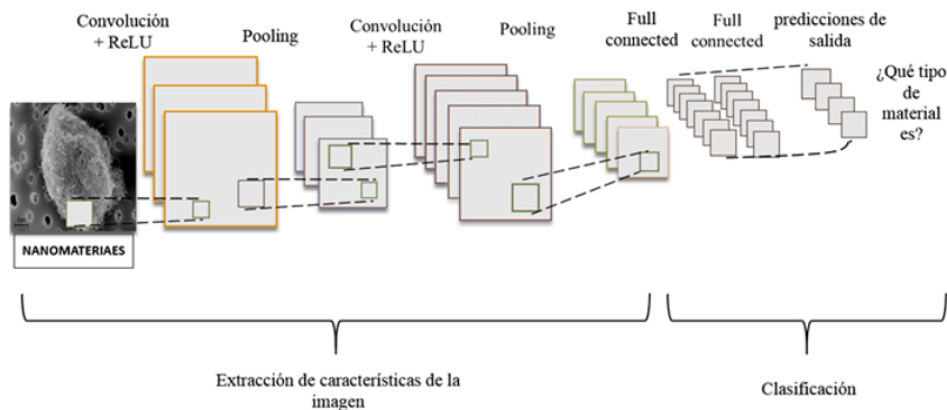 Convolución
+ ReLU
Pooling
Convolución
+ ReLU
Pooling
Full
connected
Full
connected
predicciones de
salida
¿Qué tipo
de
material
es?
NANOMATERIAES
Extracción de características de la
imagen
Clasificación